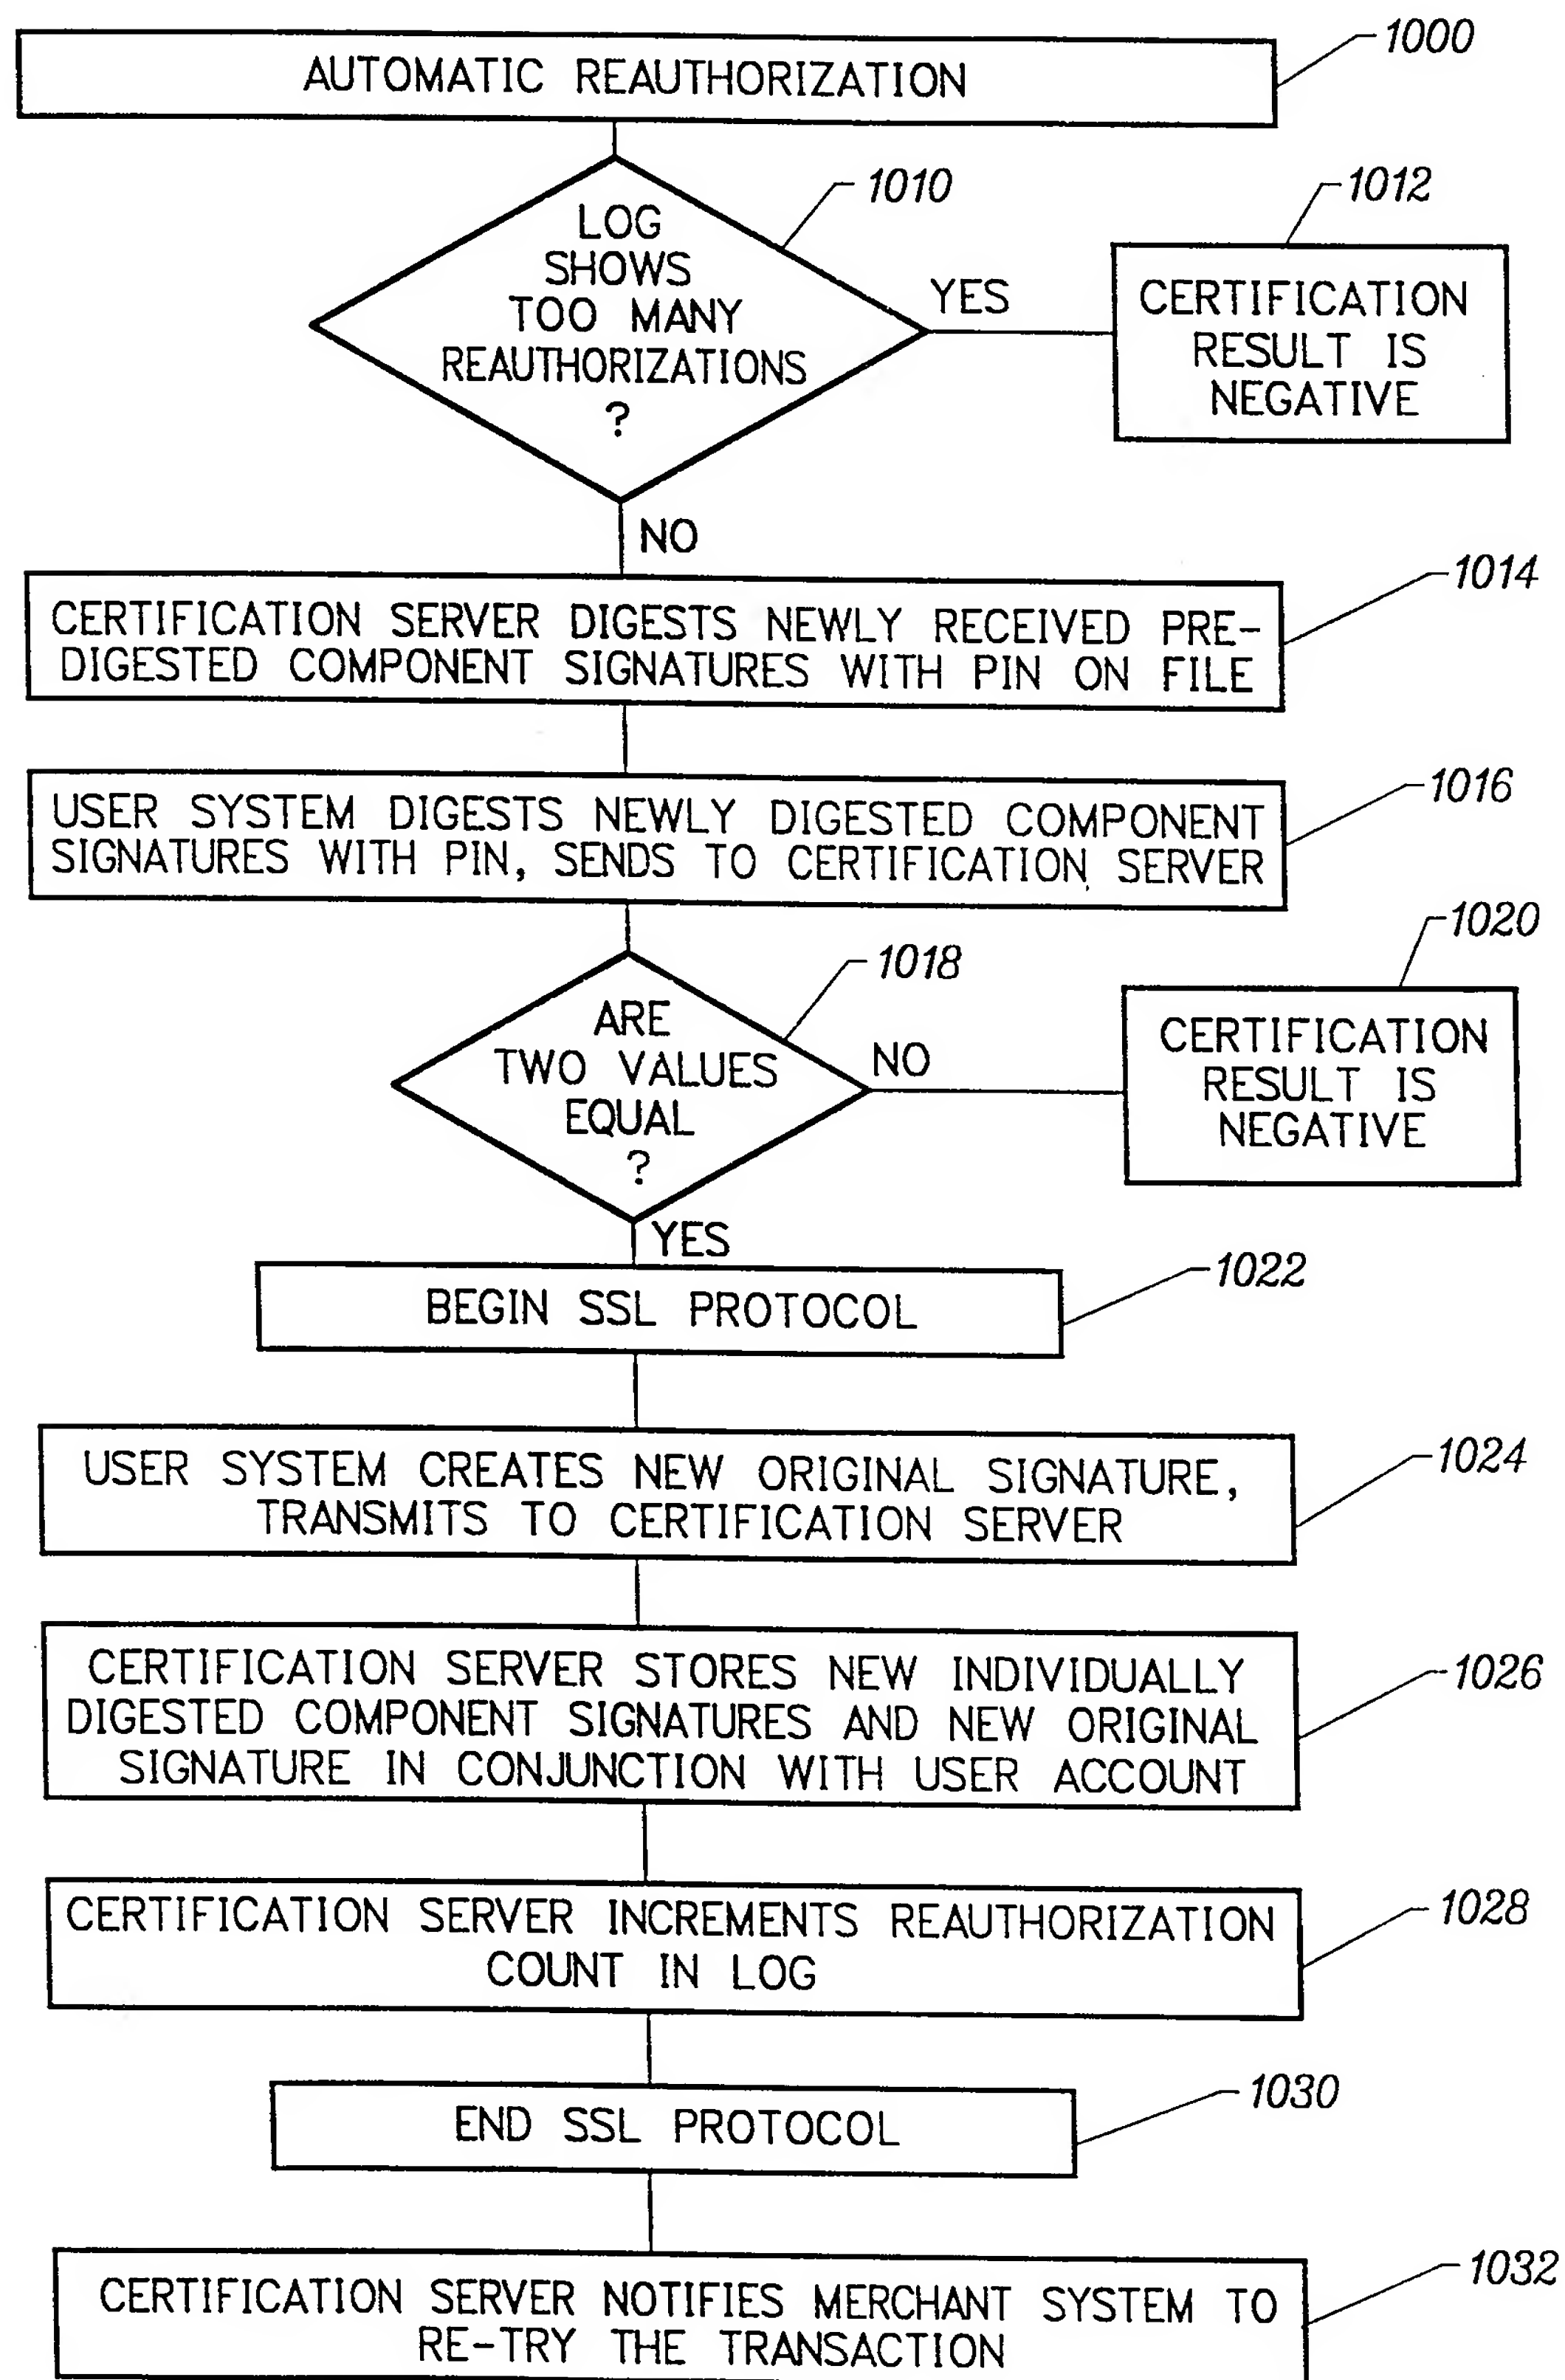 1000
AUTOMATIC REAUTHORIZATION
1010
LOG
SHOWS
TOO MANY
REAUTHORIZATIONS
?
YES
1012
CERTIFICATION
RESULT IS
NEGATIVE
NO
1014
CERTIFICATION SERVER DIGESTS NEWLY RECEIVED PRE-
DIGESTED COMPONENT SIGNATURES WITH PIN ON FILE
1016
USER SYSTEM DIGESTS NEWLY DIGESTED COMPONENT
SIGNATURES WITH PIN, SENDS TO CERTIFICATION SERVER
1018
ARE
TWO VALUES
EQUAL
?
NO
1020
CERTIFICATION
RESULT IS
NEGATIVE
YES
1022
BEGIN SSL PROTOCOL
1024
USER SYSTEM CREATES NEW ORIGINAL SIGNATURE,
TRANSMITS TO CERTIFICATION SERVER
1026
CERTIFICATION SERVER STORES NEW INDIVIDUALLY
DIGESTED COMPONENT SIGNATURES AND NEW ORIGINAL
SIGNATURE IN CONJUNCTION WITH USER ACCOUNT
1028
CERTIFICATION SERVER INCREMENTS REAUTHORIZATION
COUNT IN LOG
1030
END SSL PROTOCOL
1032
CERTIFICATION SERVER NOTIFIES MERCHANT SYSTEM TO
RE-TRY THE TRANSACTION